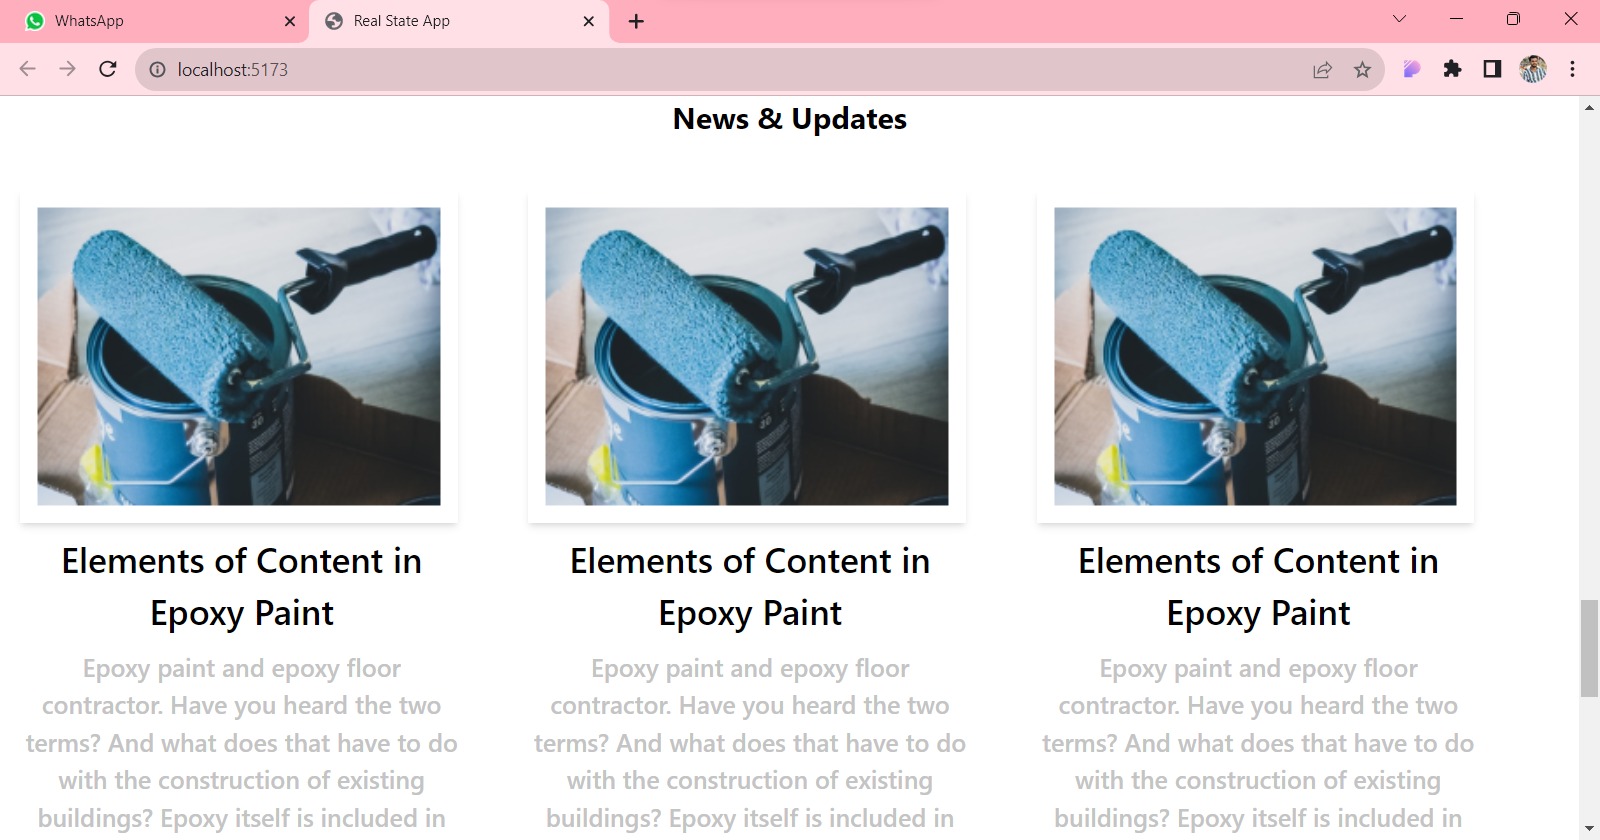 WhatsApp
Real State App
localhost:5173
News & Updates
Elements of Content in
Epoxy Paint
Epoxy paint and epoxy floor
contractor. Have you heard the two
terms? And what does that have to do
with the construction of existing
buildings? Epoxy itself is included in
Elements of Content in
Epoxy Paint
Epoxy paint and epoxy floor
contractor. Have you heard the two
terms? And what does that have to do
with the construction of existing
buildings? Epoxy itself is included in
Elements of Content in
Epoxy Paint
Epoxy paint and epoxy floor
contractor. Have you heard the two
terms? And what does that have to do
with the construction of existing
buildings? Epoxy itself is included in